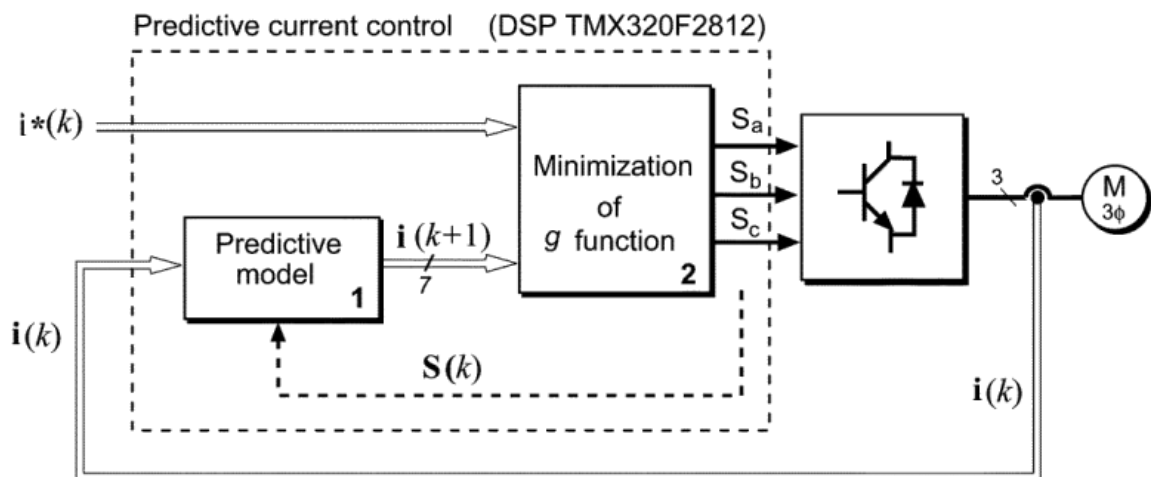 Predictive current control (DSP TMX320F2812)
i*(k)
Minimization
of
g function
2
Sa
Sb
Sc
3
M
3ϕ
Predictive
model
1
i(k+1)
7
i(k)
S(k)
i(k)